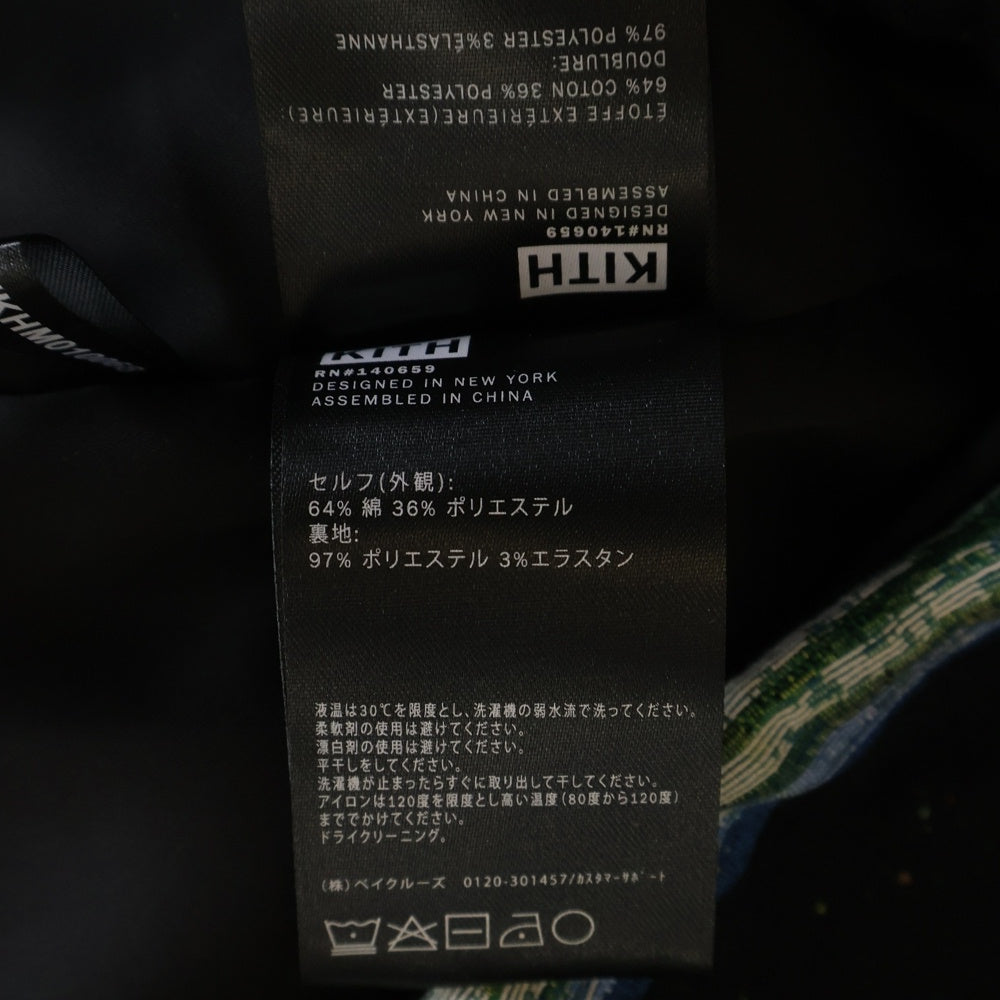 97% POLYESTER 3%ÉLASTHANNE
DOUBLURE:
64% COTON 36% POLYESTER
ÉTOFFE EXTÉRIEURE(EXTÉRIEURE):
ASSEMBLED IN CHINA
DESIGNED IN NEW YORK
RN#140659
KITH
KITH
RN#140659
DESIGNED IN NEW YORK
ASSEMBLED IN CHINA
セルフ(外観):
64% 綿 36% ポリエステル
裏地:
97% ポリエステル 3%エラスタン
液温は30℃を限度とし、洗濯機の弱水流で洗ってください。
柔軟剤の使用は避けてください。
漂白剤の使用は避けてください。
平干しをしてください。
洗濯機が止まったらすぐに取り出して干してください。
アイロンは120度を限度とし高い温度(80度から120度)
まででかけてください。
ドライクリーニング。
(株)ベイクルーズ 0120-301457/ｶｽﾀﾏｰｻﾎﾟｰﾄ